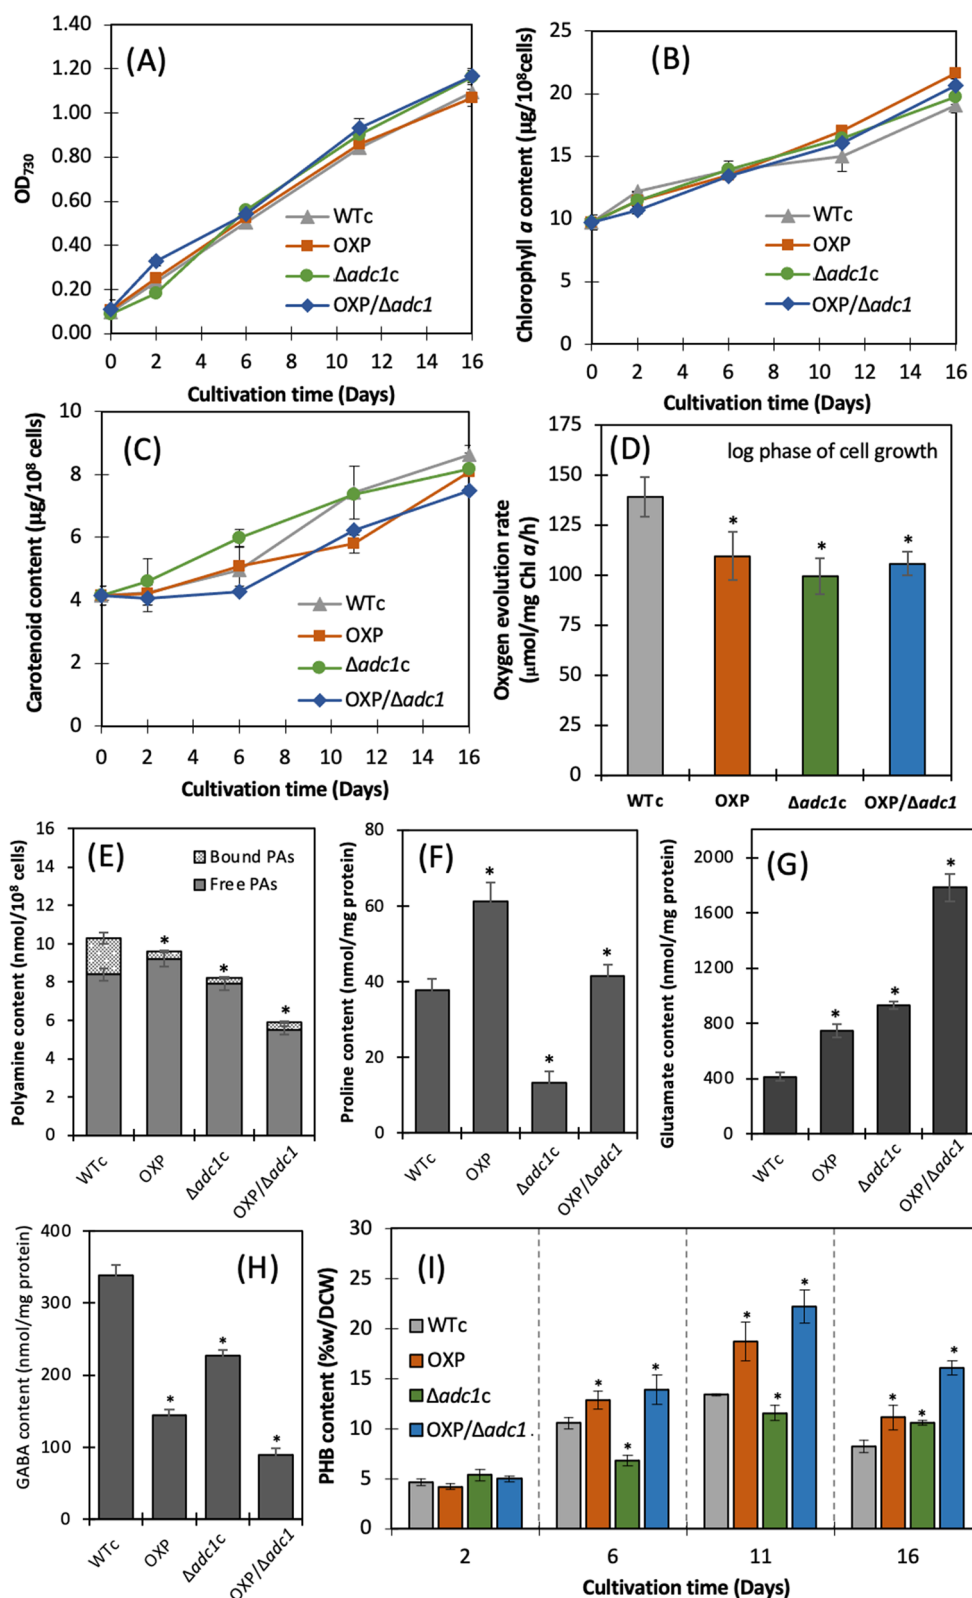 (A)
OD730
1.40
1.20
1.00
0.80
0.60
0.40
0.20
0.00
WTc
OXP
Δadc1c
OXP/Δadc1
0 2 4 6 8 10 12 14 16
Cultivation time (Days)
(B)
Chlorophyll a content (μg/10⁸cells)
25
20
15
10
5
0
WTc
OXP
Δadc1c
OXP/Δadc1
0 2 4 6 8 10 12 14 16
Cultivation time (Days)
(C)
Carotenoid content (μg/10⁸ cells)
10
8
6
4
2
0
WTc
OXP
Δadc1c
OXP/Δadc1
0 2 4 6 8 10 12 14 16
Cultivation time (Days)
(D)
log phase of cell growth
Oxygen evolution rate
(μmol/mg Chl a/h)
175
150
125
100
75
50
25
0
* * *
WTc OXP Δadc1c OXP/Δadc1
(E)
Polyamine content (nmol/10⁸ cells)
16
14
12
10
8
6
4
2
0
Bound PAs
Free PAs
* * *
WTc OXP Δadc1c OXP/Δadc1
(F)
Proline content (nmol/mg protein)
80
60
40
20
0
* * *
WTc OXP Δadc1c OXP/Δadc1
(G)
Glutamate content (nmol/mg protein)
2000
1600
1200
800
400
0
* * *
WTc OXP Δadc1c OXP/Δadc1
(H)
GABA content (nmol/mg protein)
400
300
200
100
0
* * *
WTc OXP Δadc1c OXP/Δadc1
(I)
PHB content (%w/DCW)
30
25
20
15
10
5
0
WTc
OXP
Δadc1c
OXP/Δadc1 .
* * * * * * * * *
2 6 11 16
Cultivation time (Days)